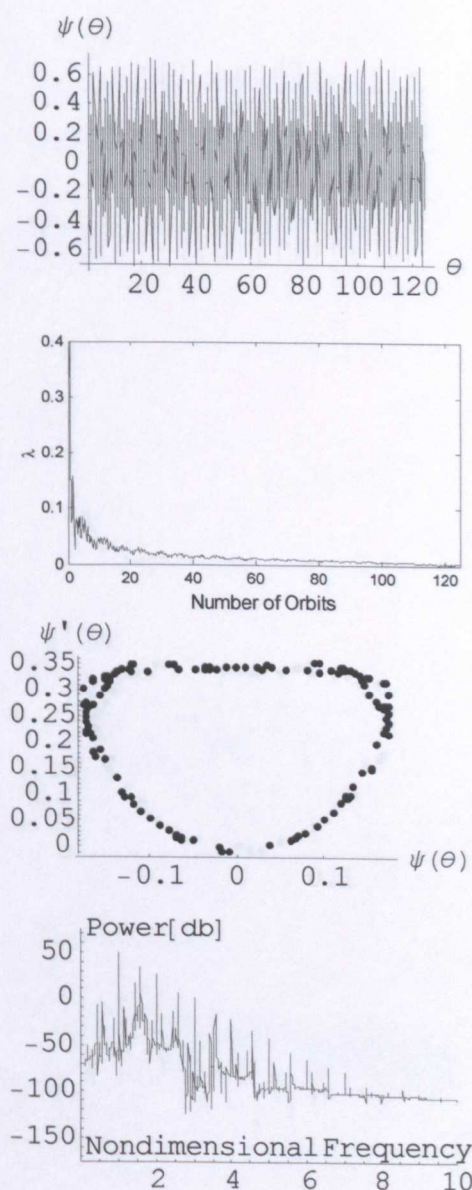 ψ(θ)
0.6
0.4
0.2
0
-0.2
-0.4
-0.6
20 40 60 80 100 120 θ
0.4
0.3
λ 0.2
0.1
0
0 20 40 60 80 100 120
Number of Orbits
ψ'(θ)
0.35
0.3
0.25
0.2
0.15
0.1
0.05
0
-0.1 0 0.1 ψ(θ)
Power[db]
50
0
-50
-100
-150
Nondimensional Frequency
2 4 6 8 10